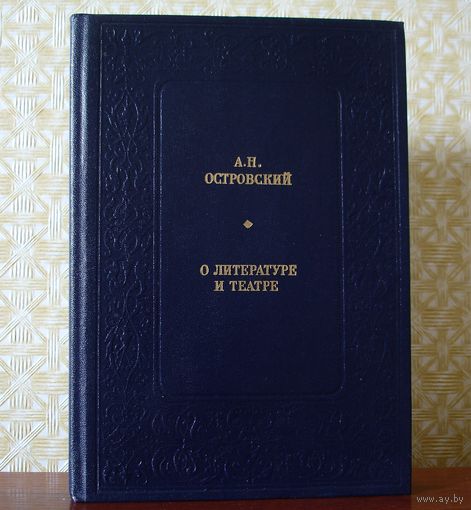 А.Н.
ОСТРОВСКИЙ
О ЛИТЕРАТУРЕ
И ТЕАТРЕ
www.ay.by